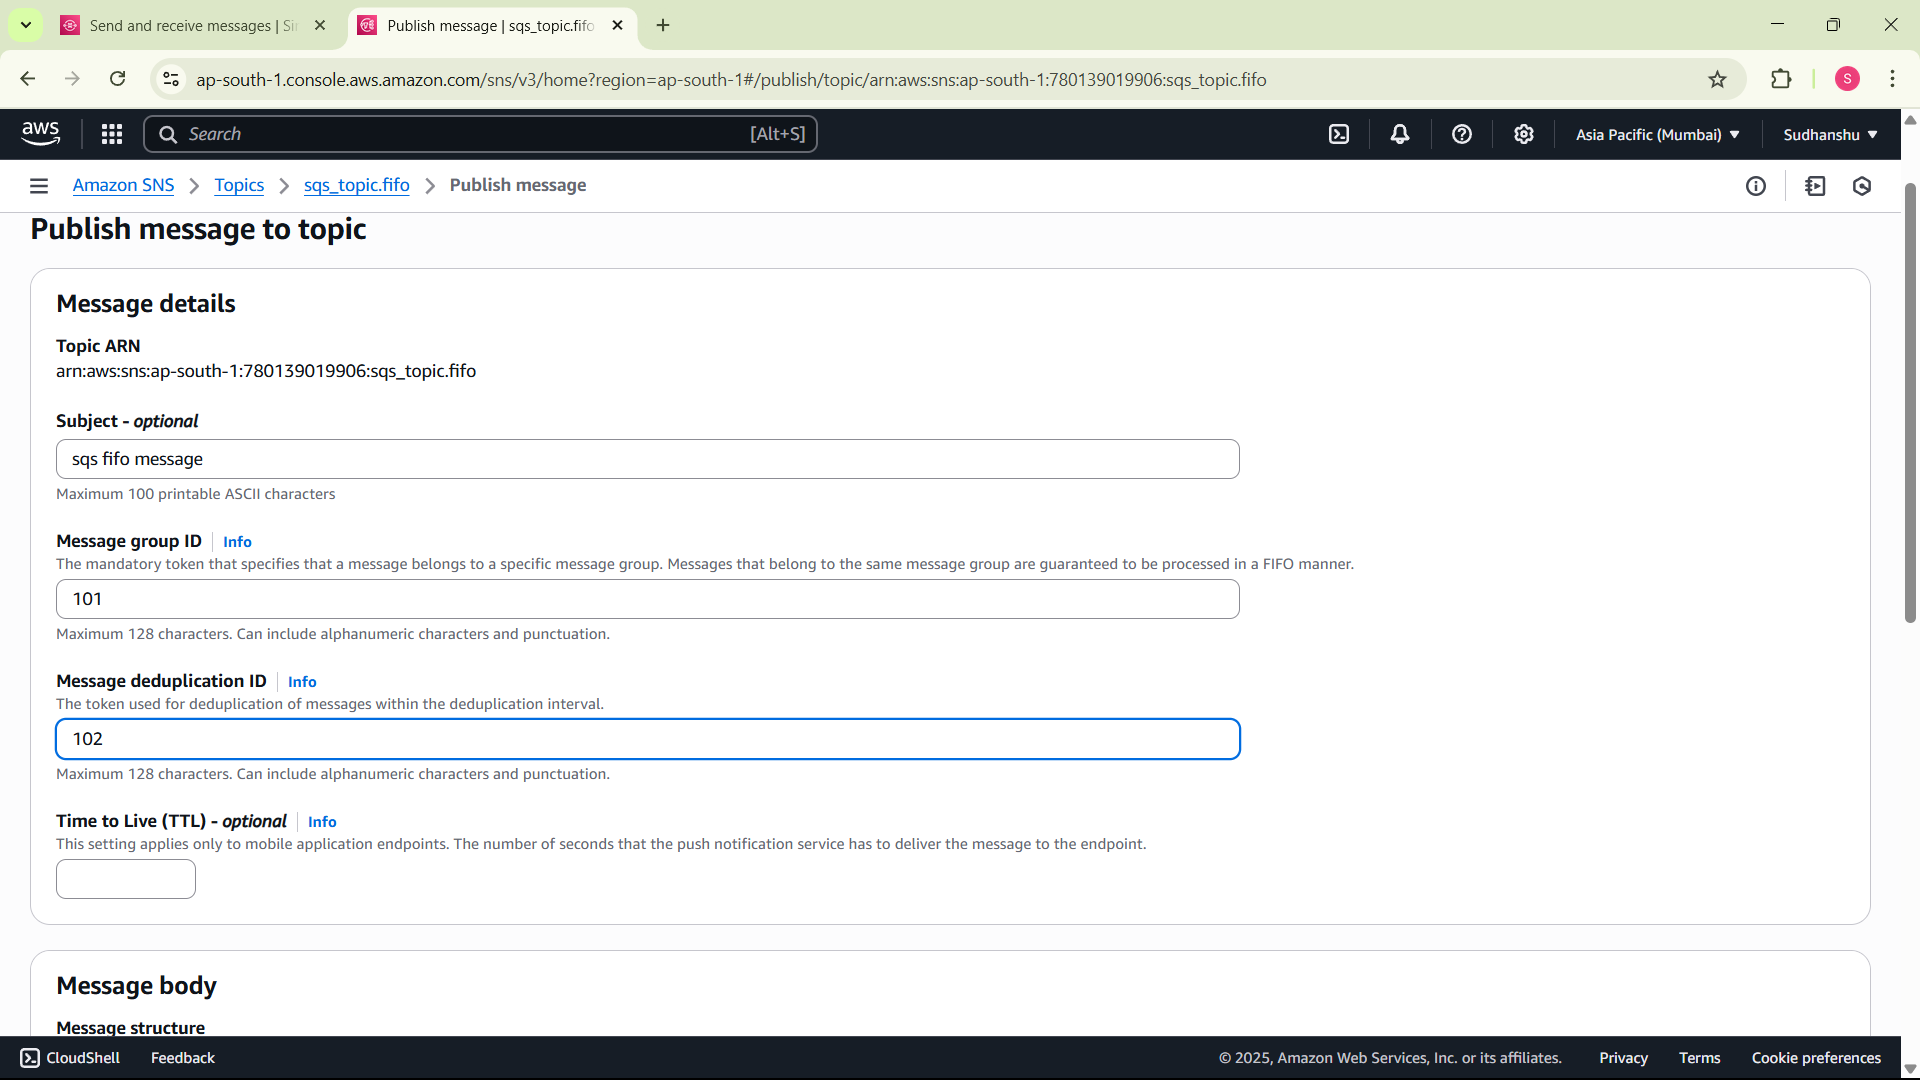 Send and receive messages | Si
Publish message | sqs_topic.fifo
ap-south-1.console.aws.amazon.com/sns/v3/home?region=ap-south-1#/publish/topic/arn:aws:sns:ap-south-1:780139019906:sqs_topic.fifo
S
aws
Search
[Alt+S]
Asia Pacific (Mumbai)
Sudhanshu
Amazon SNS
Topics
sqs_topic.fifo
Publish message
Publish message to topic
Message details
Topic ARN
arn:aws:sns:ap-south-1:780139019906:sqs_topic.fifo
Subject - optional
sqs fifo message
Maximum 100 printable ASCII characters
Message group ID Info
The mandatory token that specifies that a message belongs to a specific message group. Messages that belong to the same message group are guaranteed to be processed in a FIFO manner.
101
Maximum 128 characters. Can include alphanumeric characters and punctuation.
Message deduplication ID Info
The token used for deduplication of messages within the deduplication interval.
102
Maximum 128 characters. Can include alphanumeric characters and punctuation.
Time to Live (TTL) - optional Info
This setting applies only to mobile application endpoints. The number of seconds that the push notification service has to deliver the message to the endpoint.
Message body
Message structure
CloudShell
Feedback
© 2025, Amazon Web Services, Inc. or its affiliates.
Privacy
Terms
Cookie preferences